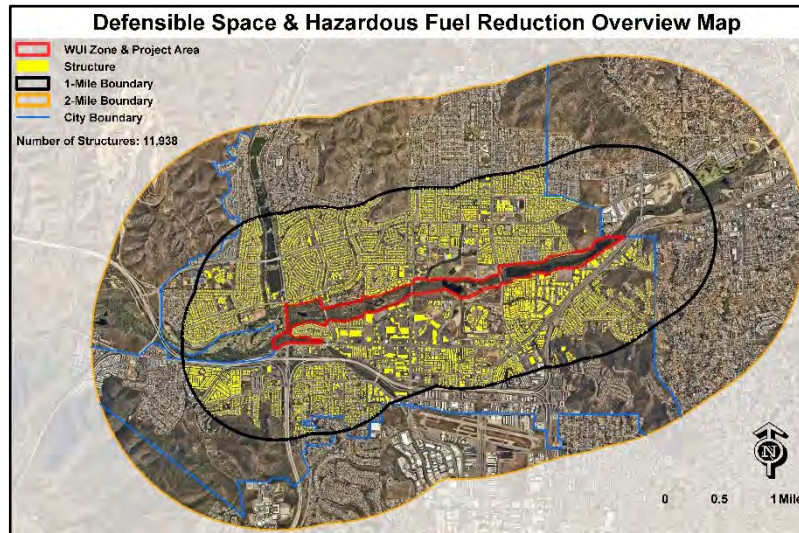 Defensible Space & Hazardous Fuel Reduction Overview Map
WUI Zone & Project Area
Structure
1-Mile Boundary
2-Mile Boundary
City Boundary
Number of Structures: 11,938
N
0 0.5 1 Mile